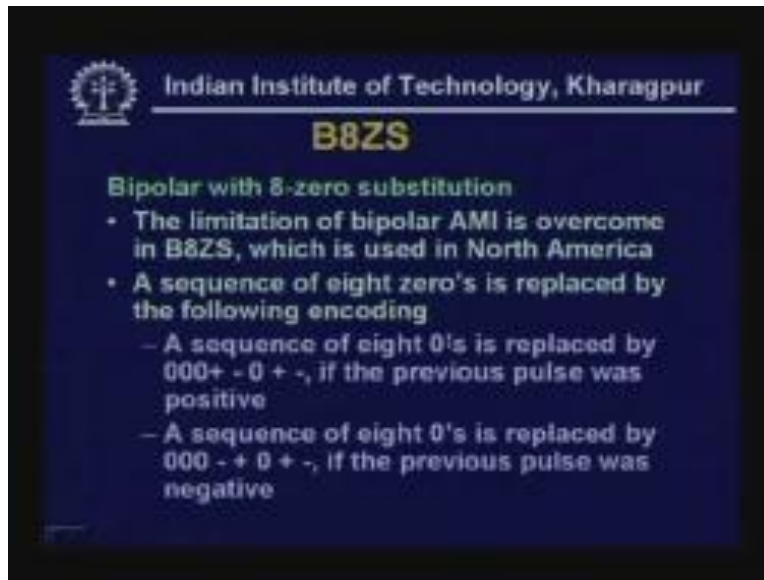 Indian Institute of Technology, Kharagpur
B8ZS
Bipolar with 8-zero substitution
• The limitation of bipolar AMI is overcome
in B8ZS, which is used in North America
• A sequence of eight zero's is replaced by
the following encoding
– A sequence of eight 0's is replaced by
000+ - 0 + -, if the previous pulse was
positive
– A sequence of eight 0's is replaced by
000 - + 0 + -, if the previous pulse was
negative